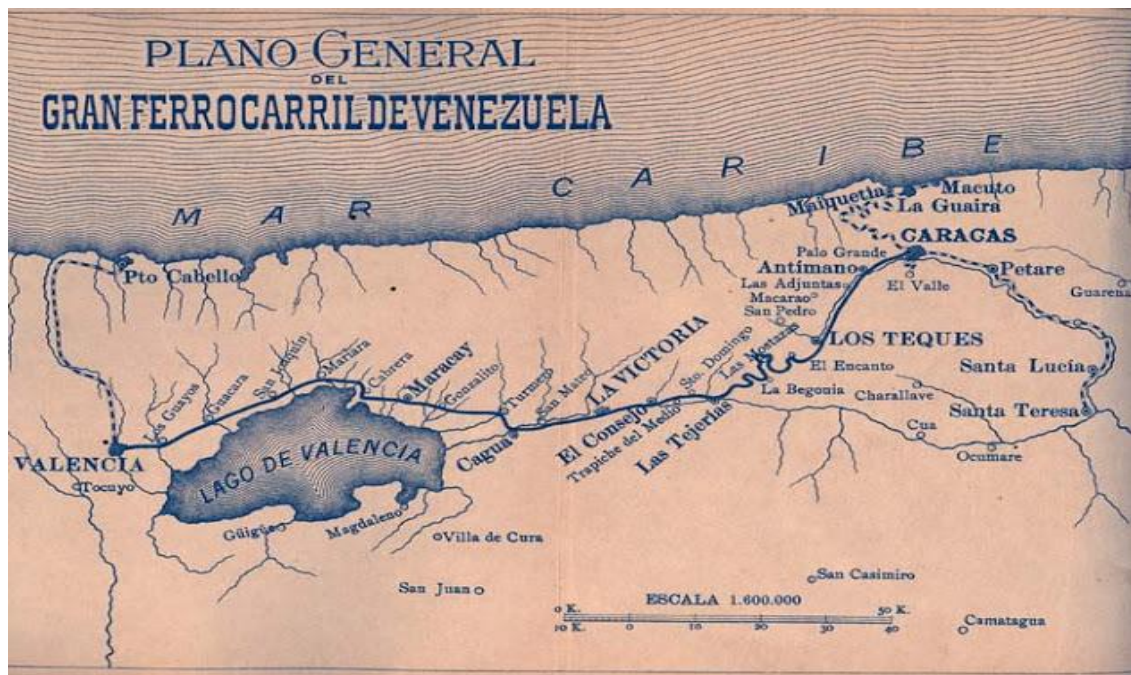 PLANO GENERAL
DEL
GRAN FERROCARRIL DE VENEZUELA
MAR CARIBE
Maiquetia
Macuto
La Guaira
CARACAS
Palo Grande
Antímano
Petare
Las Adjuntas
El Valle
Guarena
Macarao
San Pedro
Pto Cabello
LOS TEQUES
Las Mostazas
El Encanto
Santa Lucía
La Begonia
Charallave
Santa Teresa
Cua
Ocumare
Sto. Domingo
LA VICTORIA
El Consejo
Trapiche del Medio
Las Tejerias
San Mateo
Turmero
Cagua
Gonzalito
Maracay
Cabrera
Mariara
San Joaquin
Guacara
Los Guayos
VALENCIA
Tocuyo
LAGO DE VALENCIA
Güigüe
Magdaleno
Villa de Cura
San Juan
San Casimiro
Camatagua
ESCALA 1.600.000
0 K. 50 K.
10 K. 0 10 20 30 40